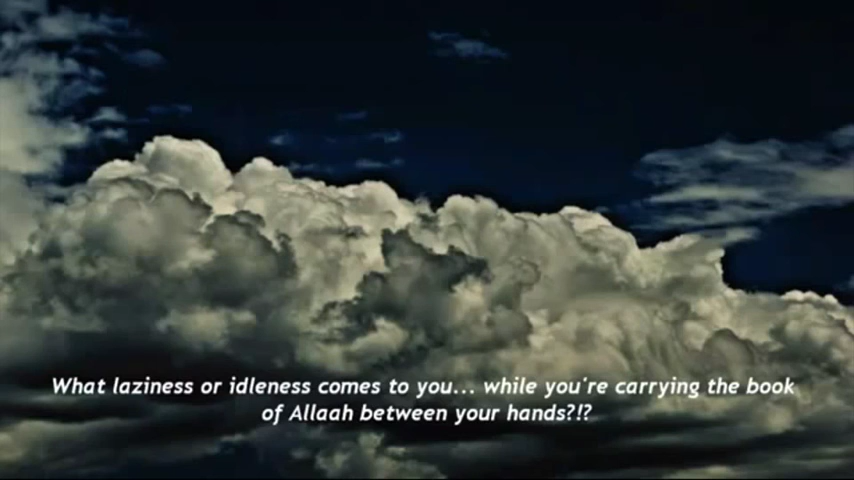 What laziness or idleness comes to you... while you're carrying the book
of Allaah between your hands?!?